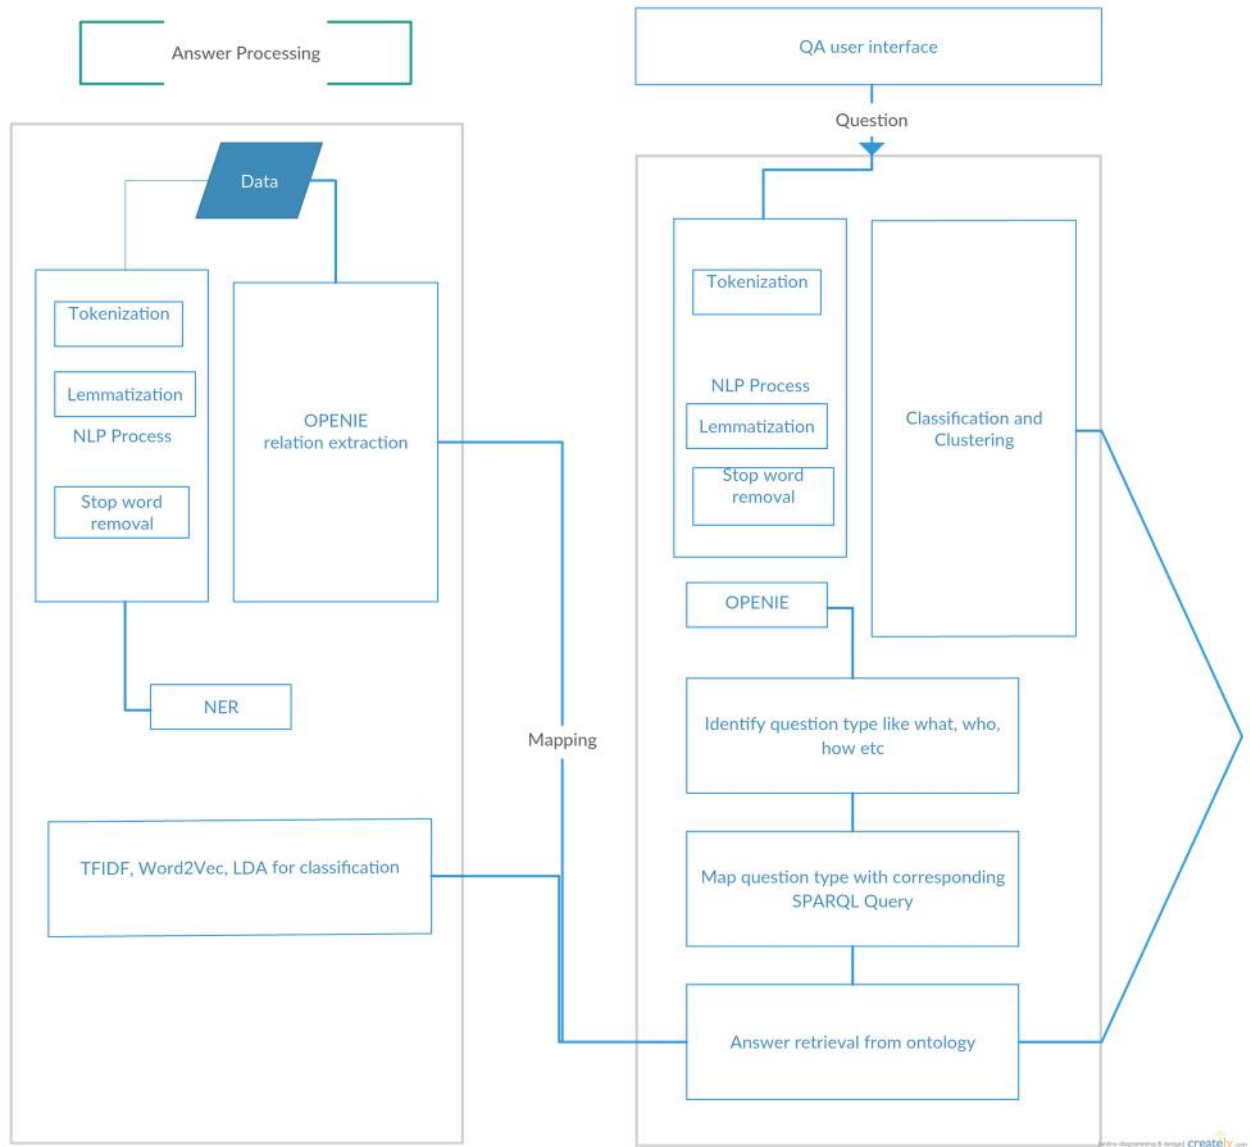 Answer Processing
QA user interface
Question
Data
Tokenization
Lemmatization
NLP Process
Stop word
removal
OPENIE
relation extraction
NER
TFIDF, Word2Vec, LDA for classification
Mapping
Tokenization
NLP Process
Lemmatization
Stop word
removal
Classification and
Clustering
OPENIE
Identify question type like what, who,
how etc
Map question type with corresponding
SPARQL Query
Answer retrieval from ontology
creately.com